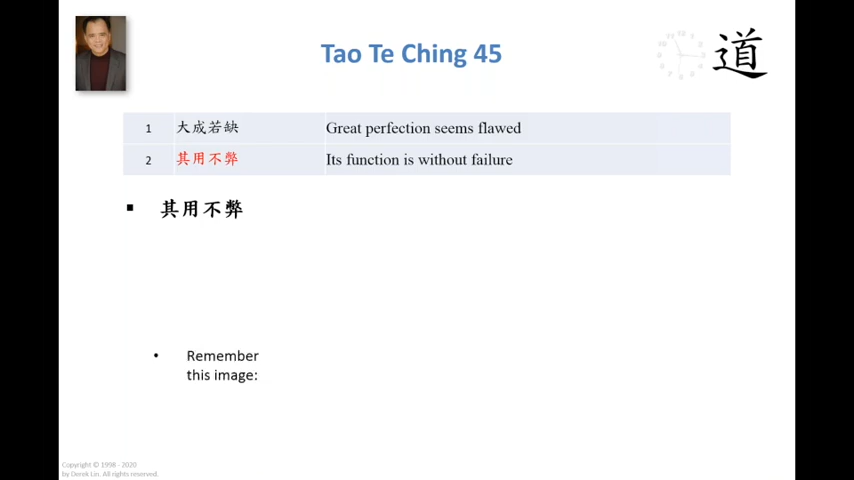 Tao Te Ching 45
道
1 大成若缺 Great perfection seems flawed
2 其用不弊 Its function is without failure
▪ 其用不弊
• Remember
this image:
Copyright © 1998 - 2020
by Derek Lin. All rights reserved.